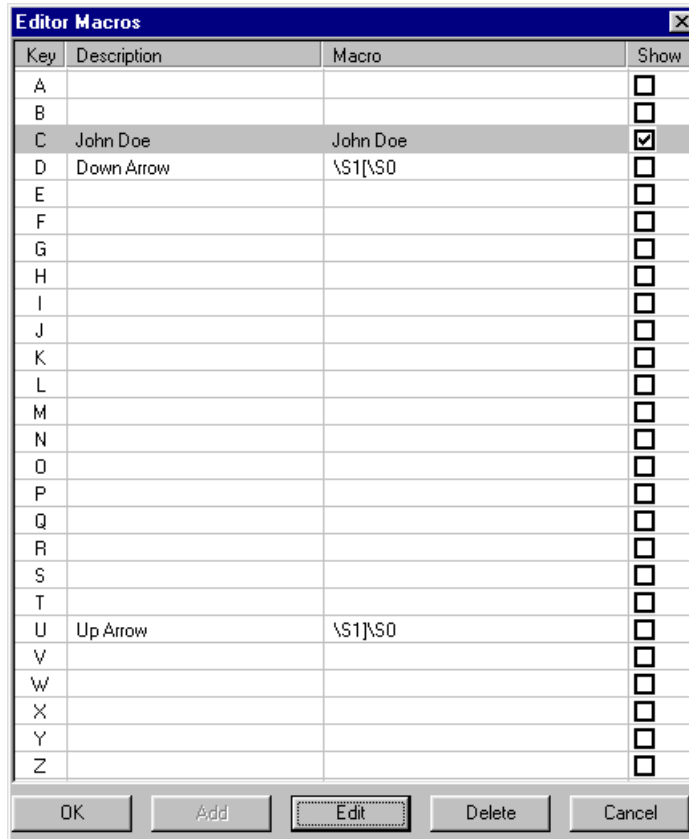 Editor Macros
Key Description Macro Show
A
B
C John Doe John Doe
D Down Arrow \S1[\S0
E
F
G
H
I
J
K
L
M
N
O
P
Q
R
S
T
U Up Arrow \S1]\S0
V
W
X
Y
Z
OK Add Edit Delete Cancel